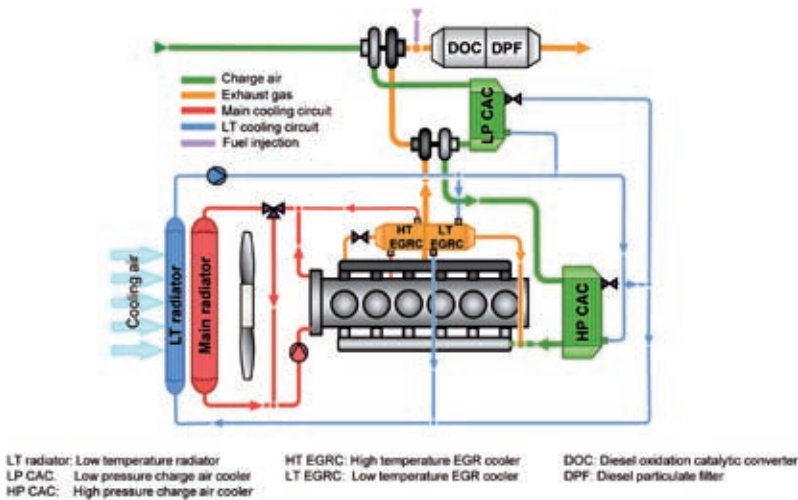 DOC DPF
Charge air
Exhaust gas
Main cooling circuit
LT cooling circuit
Fuel injection
LP CAC
HT EGRC
LT EGRC
Cooling air
LT radiator
Main radiator
HP CAC
LT radiator: Low temperature radiator
LP CAC: Low pressure charge air cooler
HP CAC: High pressure charge air cooler
HT EGRC: High temperature EGR cooler
LT EGRC: Low temperature EGR cooler
DOC: Diesel oxidation catalytic converter
DPF: Diesel particulate filter